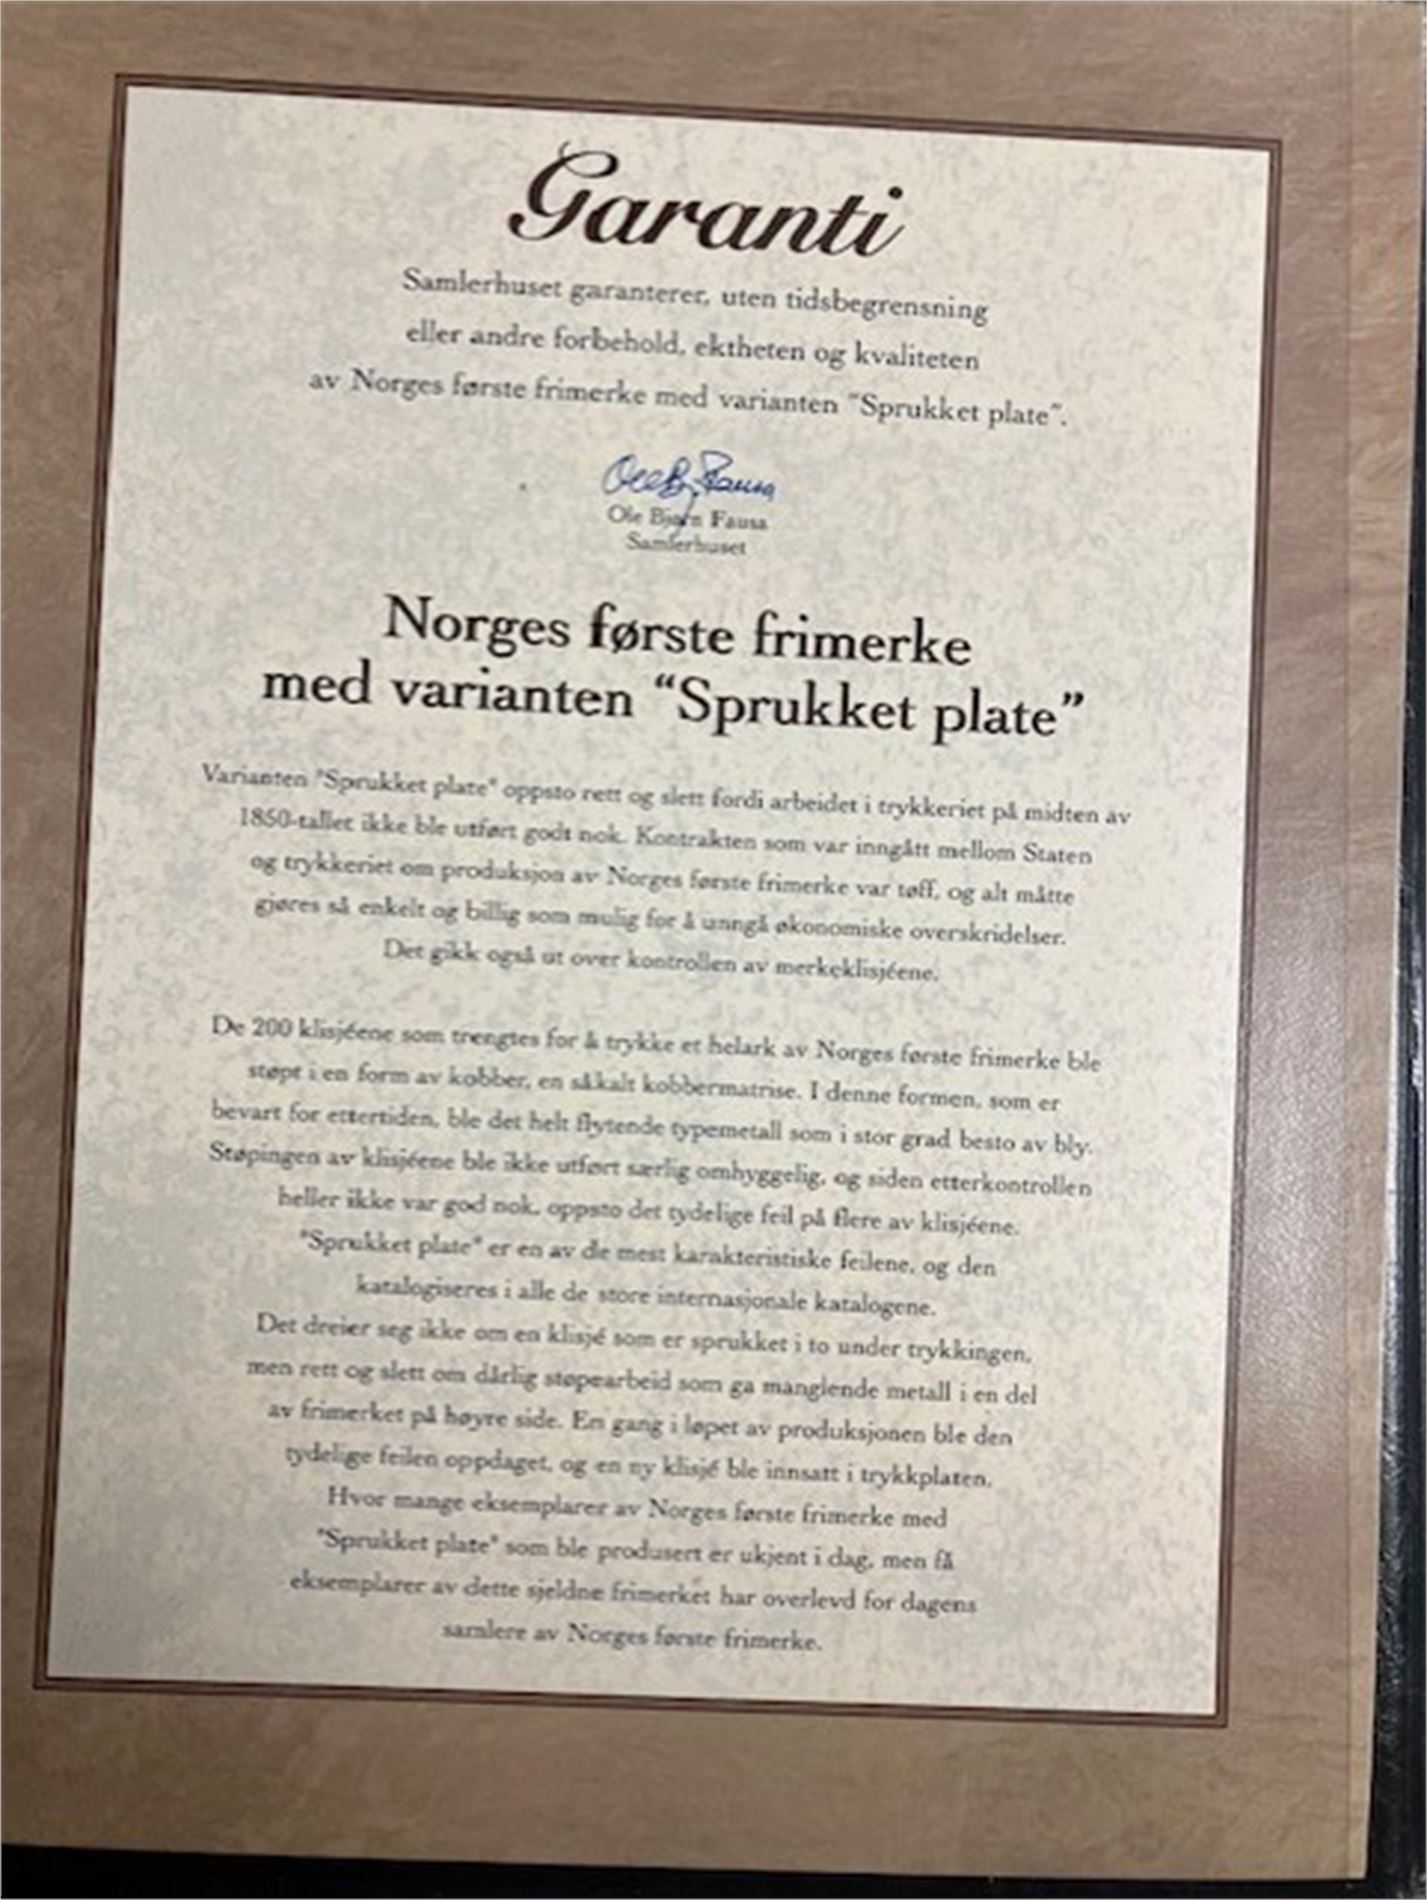 Garanti
Samlerhuset garanterer, uten tidsbegrensning
eller andre forbehold, ektheten og kvaliteten
av Norges første frimerke med varianten "Sprukket plate".
Ole Bjørn Fausa
Ole Bjørn Fausa
Samlerhuset
Norges første frimerke
med varianten “Sprukket plate”
Varianten "Sprukket plate" oppsto rett og slett fordi arbeidet i trykkeriet på midten av
1850-tallet ikke ble utført godt nok. Kontrakten som var inngått mellom Staten
og trykkeriet om produksjon av Norges første frimerke var tøff, og alt måtte
gjøres så enkelt og billig som mulig for å unngå økonomiske overskridelser.
Det gikk også ut over kontrollen av merkeklisjéene.
De 200 klisjéene som trengtes for å trykke et helark av Norges første frimerke ble
støpt i en form av kobber, en såkalt kobbermatrise. I denne formen, som er
bevart for ettertiden, ble det helt flytende typemetall som i stor grad besto av bly.
Støpingen av klisjéene ble ikke utført særlig omhyggelig, og siden etterkontrollen
heller ikke var god nok, oppsto det tydelige feil på flere av klisjéene.
"Sprukket plate" er en av de mest karakteristiske feilene, og den
katalogiseres i alle de store internasjonale katalogene.
Det dreier seg ikke om en klisjé som er sprukket i to under trykkingen,
men rett og slett om dårlig støpearbeid som ga manglende metall i en del
av frimerket på høyre side. En gang i løpet av produksjonen ble den
tydelige feilen oppdaget, og en ny klisjé ble innsatt i trykkplaten.
Hvor mange eksemplarer av Norges første frimerke med
"Sprukket plate" som ble produsert er ukjent i dag, men få
eksemplarer av dette sjeldne frimerket har overlevd for dagens
samlere av Norges første frimerke.